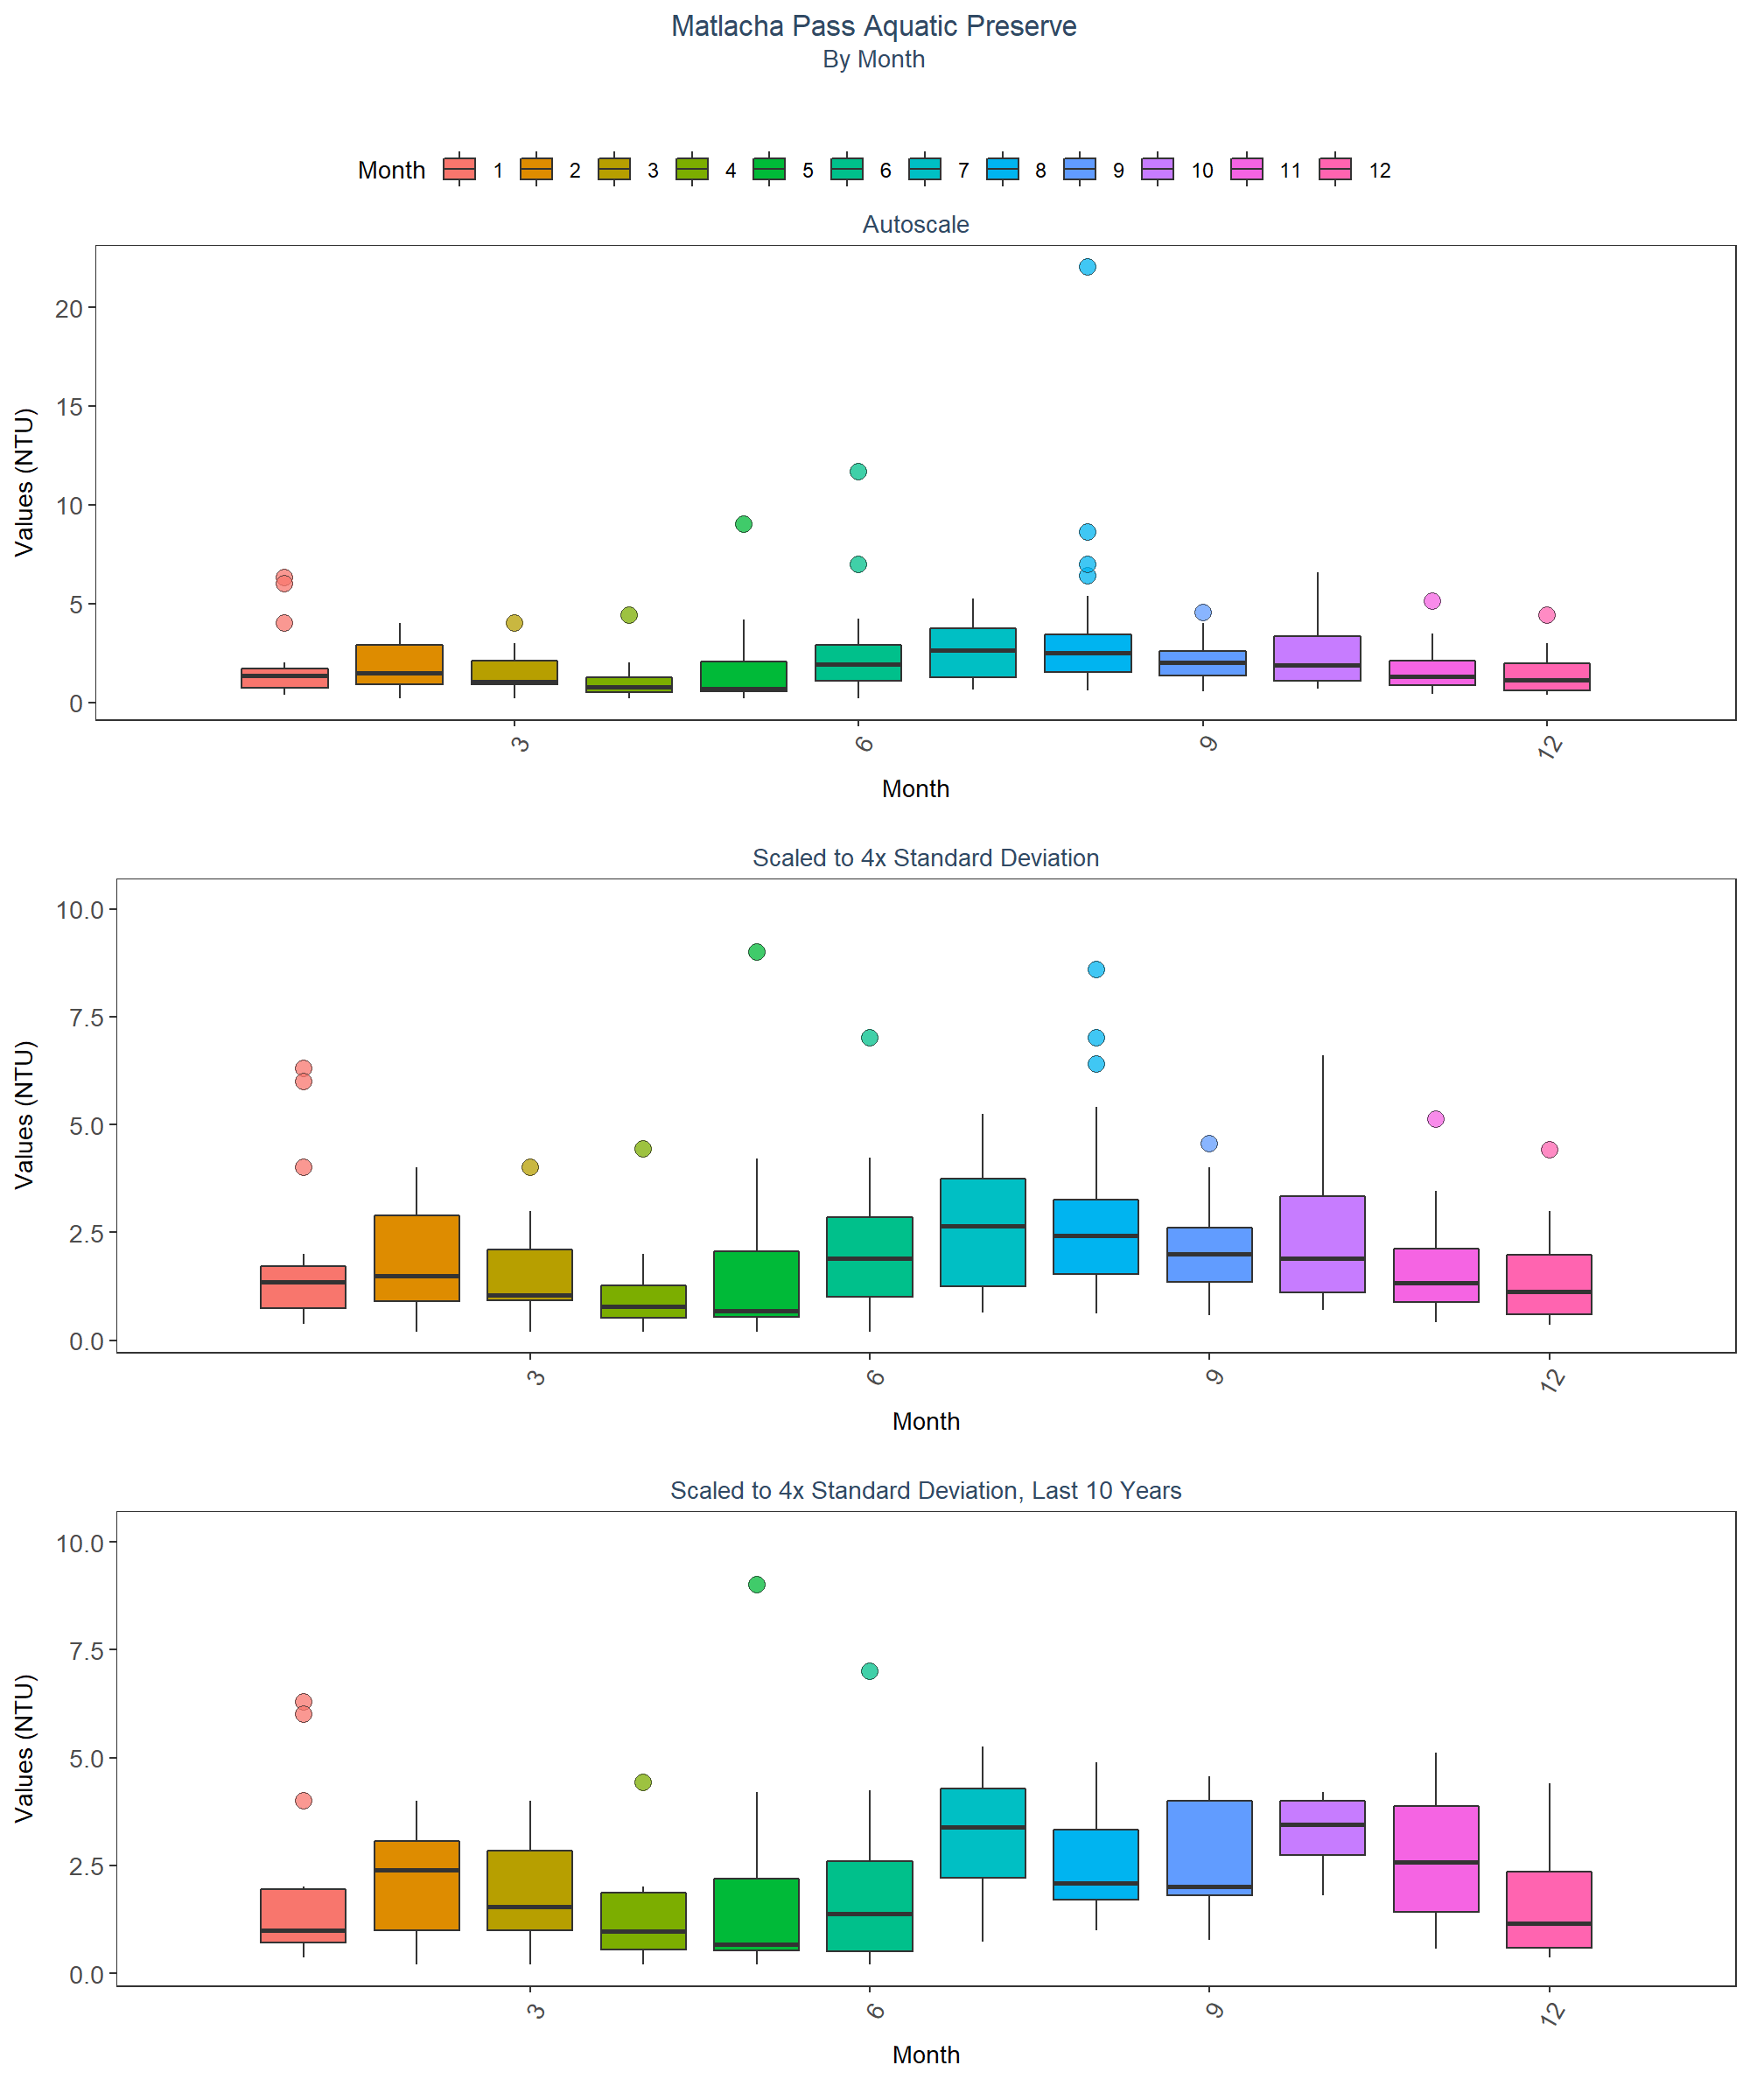 Matlacha Pass Aquatic Preserve
By Month
Month 1 2 3 4 5 6 7 8 9 10 11 12
Autoscale
Values (NTU)
20
15
10
5
0
3 6 9 12
Month
Scaled to 4x Standard Deviation
Values (NTU)
10.0
7.5
5.0
2.5
0.0
3 6 9 12
Month
Scaled to 4x Standard Deviation, Last 10 Years
Values (NTU)
10.0
7.5
5.0
2.5
0.0
3 6 9 12
Month